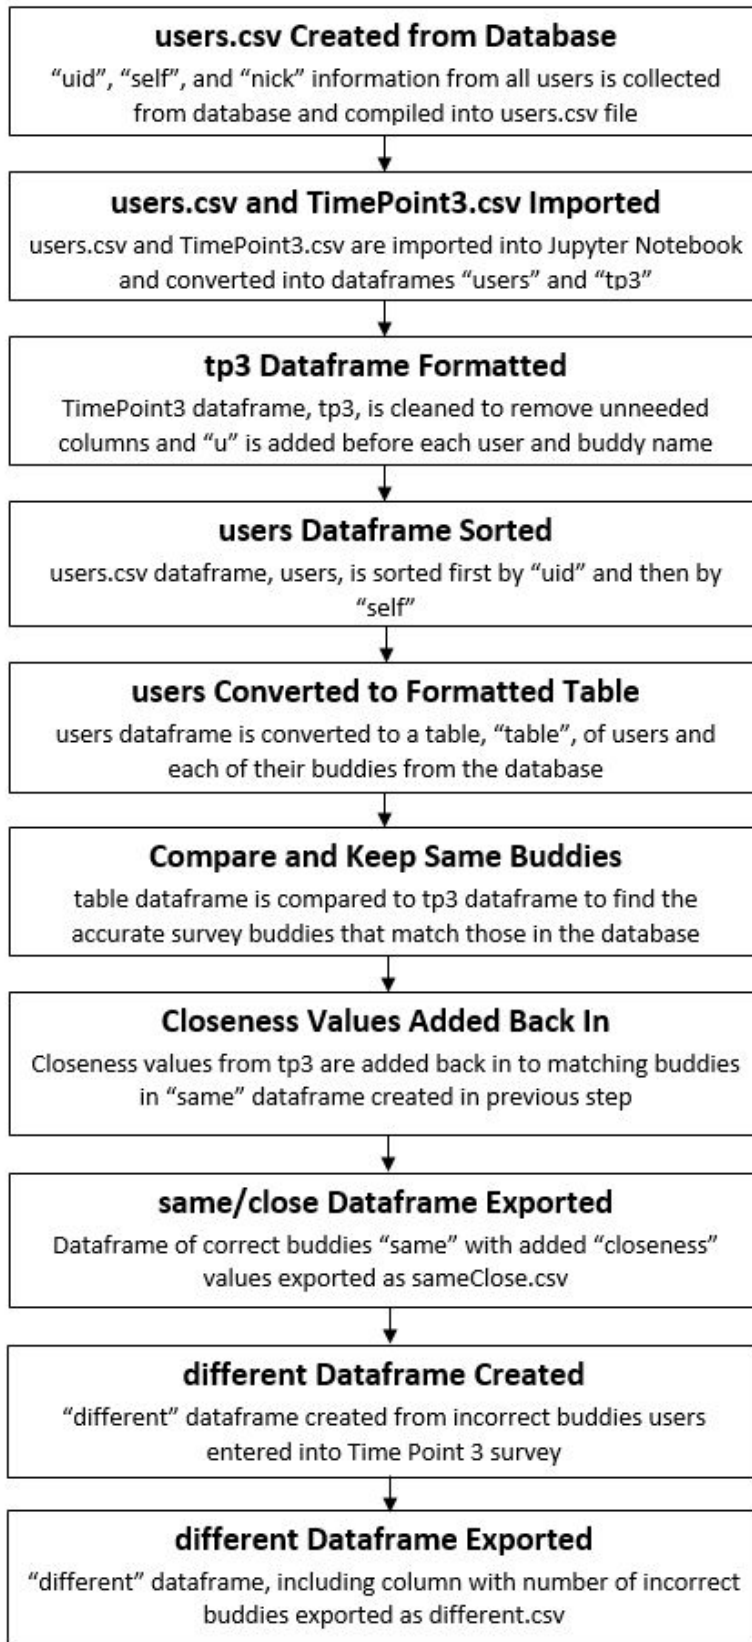 users.csv Created from Database
“uid”, “self”, and “nick” information from all users is collected
from database and compiled into users.csv file
users.csv and TimePoint3.csv Imported
users.csv and TimePoint3.csv are imported into Jupyter Notebook
and converted into dataframes “users” and “tp3”
tp3 Dataframe Formatted
TimePoint3 dataframe, tp3, is cleaned to remove unneeded
columns and “u” is added before each user and buddy name
users Dataframe Sorted
users.csv dataframe, users, is sorted first by “uid” and then by
“self”
users Converted to Formatted Table
users dataframe is converted to a table, “table”, of users and
each of their buddies from the database
Compare and Keep Same Buddies
table dataframe is compared to tp3 dataframe to find the
accurate survey buddies that match those in the database
Closeness Values Added Back In
Closeness values from tp3 are added back in to matching buddies
in “same” dataframe created in previous step
same/close Dataframe Exported
Dataframe of correct buddies “same” with added “closeness”
values exported as sameClose.csv
different Dataframe Created
“different” dataframe created from incorrect buddies users
entered into Time Point 3 survey
different Dataframe Exported
“different” dataframe, including column with number of incorrect
buddies exported as different.csv